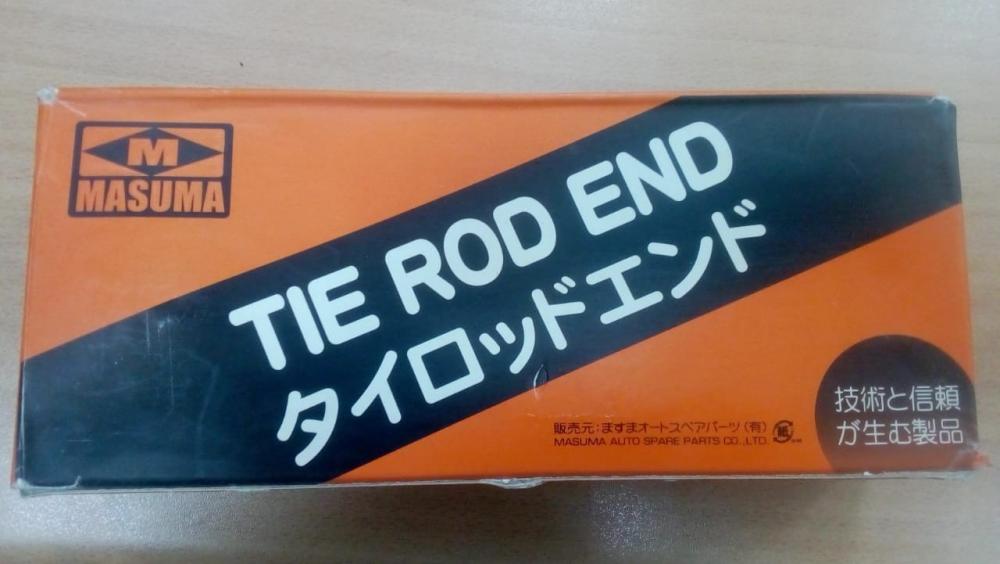 M
MASUMA
TIE ROD END
タイロッドエンド
販売元:ますまオートスペアパーツ(有)
MASUMA AUTO SPARE PARTS CO.,LTD.
紙
技術と信頼
が生む製品